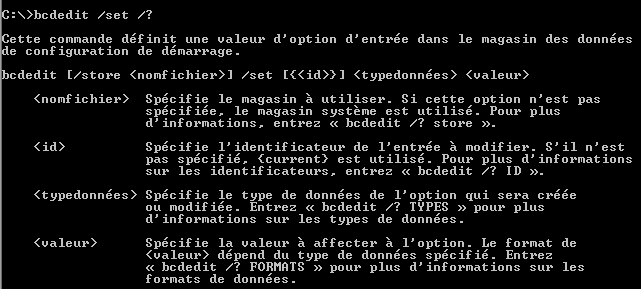 C:\>bcdedit /set /?
Cette commande définit une valeur d'option d'entrée dans le magasin des données
de configuration de démarrage.
bcdedit [/store <nomfichier>] /set [{<id>}] <typedonnées> <valeur>
<nomfichier> Spécifie le magasin à utiliser. Si cette option n'est pas
spécifiée, le magasin système est utilisé. Pour plus
d'informations, entrez « bcdedit /? store ».
<id> Spécifie l'identificateur de l'entrée à modifier. S'il n'est
pas spécifié, {current} est utilisé. Pour plus d'informations
sur les identificateurs, entrez « bcdedit /? ID ».
<typedonnées> Spécifie le type de données de l'option qui sera créée
ou modifiée. Entrez « bcdedit /? TYPES » pour plus
d'informations sur les types de données.
<valeur> Spécifie la valeur à affecter à l'option. Le format de
<valeur> dépend du type de données spécifié. Entrez
« bcdedit /? FORMATS » pour plus d'informations sur les
formats de données.